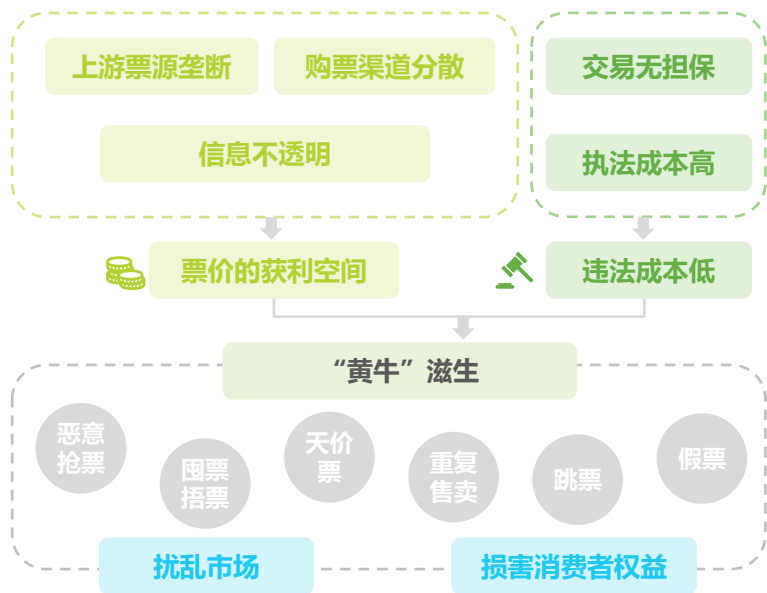 上游票源垄断
购票渠道分散
信息不透明
交易无担保
执法成本高
票价的获利空间
违法成本低
“黄牛”滋生
恶意
抢票
囤票
捂票
天价
票
重复
售卖
跳票
假票
扰乱市场
损害消费者权益